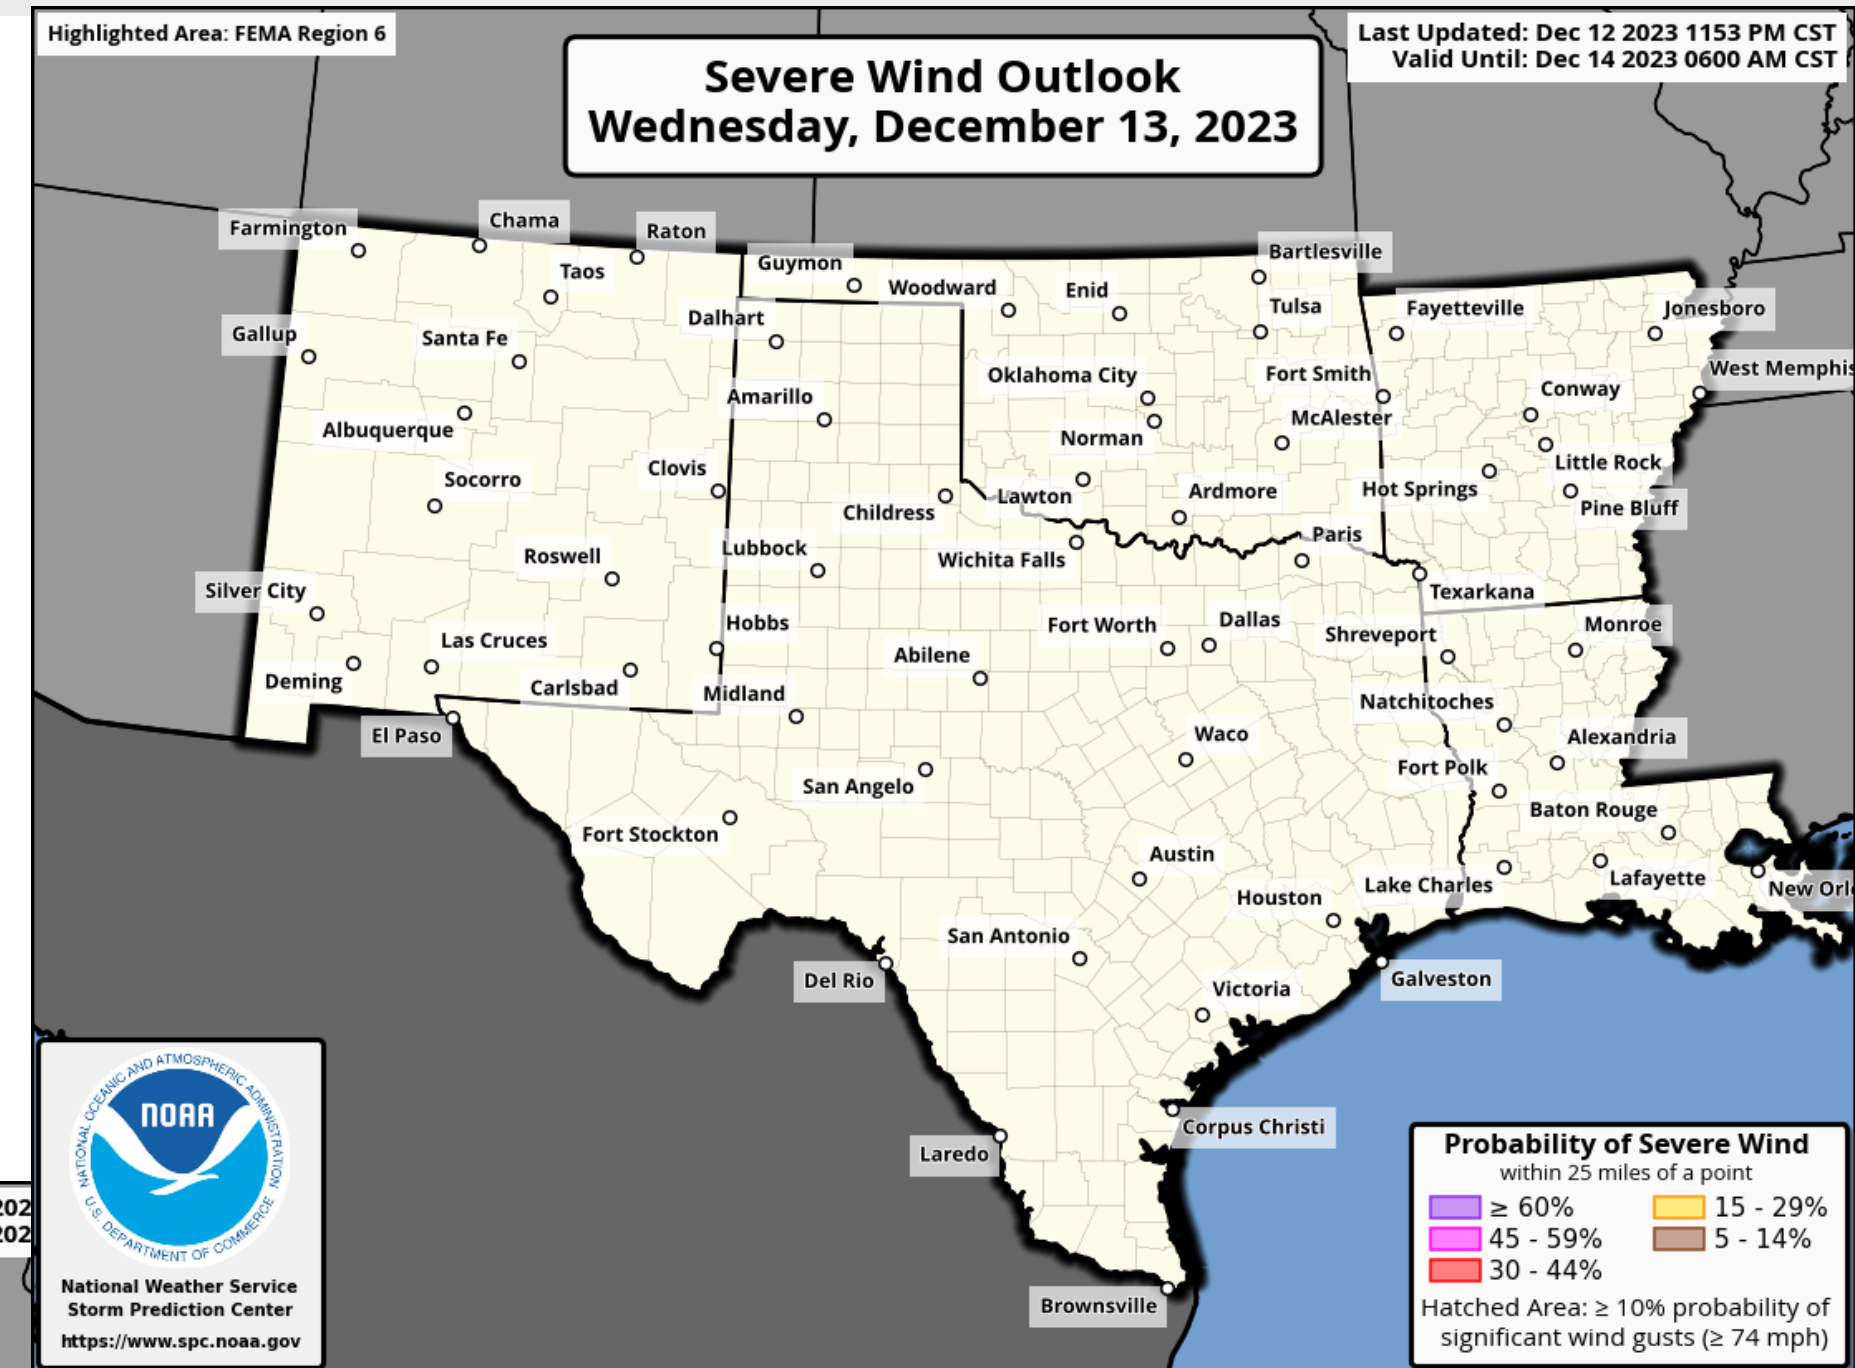 Highlighted Area: FEMA Region 6
Last Updated: Dec 12 2023 1153 PM CST
Valid Until: Dec 14 2023 0600 AM CST
Severe Wind Outlook
Wednesday, December 13, 2023
Farmington
Chama
Raton
Taos
Guymon
Woodward
Enid
Bartlesville
Tulsa
Fayetteville
Jonesboro
Gallup
Santa Fe
Dalhart
Oklahoma City
Fort Smith
Conway
West Memphis
Albuquerque
Amarillo
Norman
McAlester
Little Rock
Socorro
Clovis
Childress
Lawton
Ardmore
Hot Springs
Pine Bluff
Roswell
Lubbock
Wichita Falls
Paris
Texarkana
Silver City
Las Cruces
Hobbs
Fort Worth
Dallas
Shreveport
Monroe
Deming
Carlsbad
Midland
Abilene
Natchitoches
El Paso
Waco
Alexandria
San Angelo
Fort Polk
Fort Stockton
Baton Rouge
Austin
Houston
Lake Charles
Lafayette
New Orl
San Antonio
Del Rio
Victoria
Galveston
Corpus Christi
Laredo
Brownsville
202
202
NATIONAL OCEANIC AND ATMOSPHERIC ADMINISTRATION
NOAA
U.S. DEPARTMENT OF COMMERCE
National Weather Service
Storm Prediction Center
https://www.spc.noaa.gov
Probability of Severe Wind
within 25 miles of a point
≥ 60%
15 - 29%
45 - 59%
5 - 14%
30 - 44%
Hatched Area: ≥ 10% probability of
significant wind gusts (≥ 74 mph)